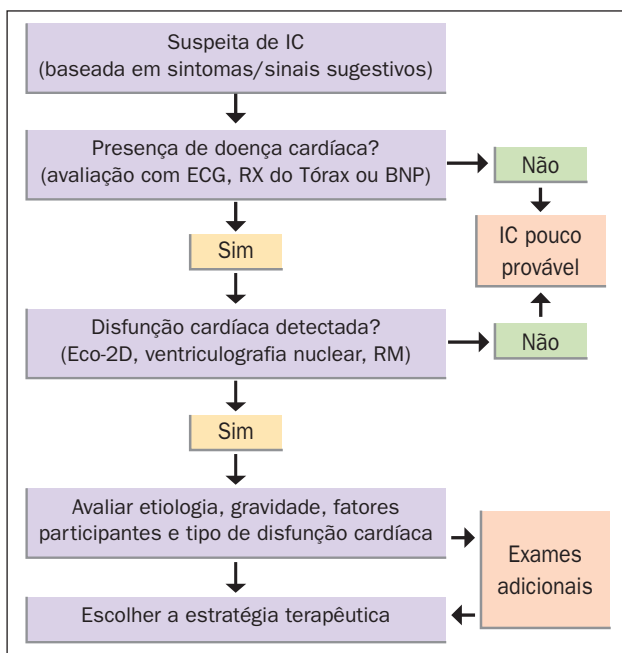 Suspeita de IC
(baseada em sintomas/sinais sugestivos)
Presença de doença cardíaca?
(avaliação com ECG, RX do Tórax ou BNP)
Não
IC pouco
provável
Sim
Disfunção cardíaca detectada?
(Eco-2D, ventriculografia nuclear, RM)
Não
Sim
Avaliar etiologia, gravidade, fatores
participantes e tipo de disfunção cardíaca
Exames
adicionais
Escolher a estratégia terapêutica